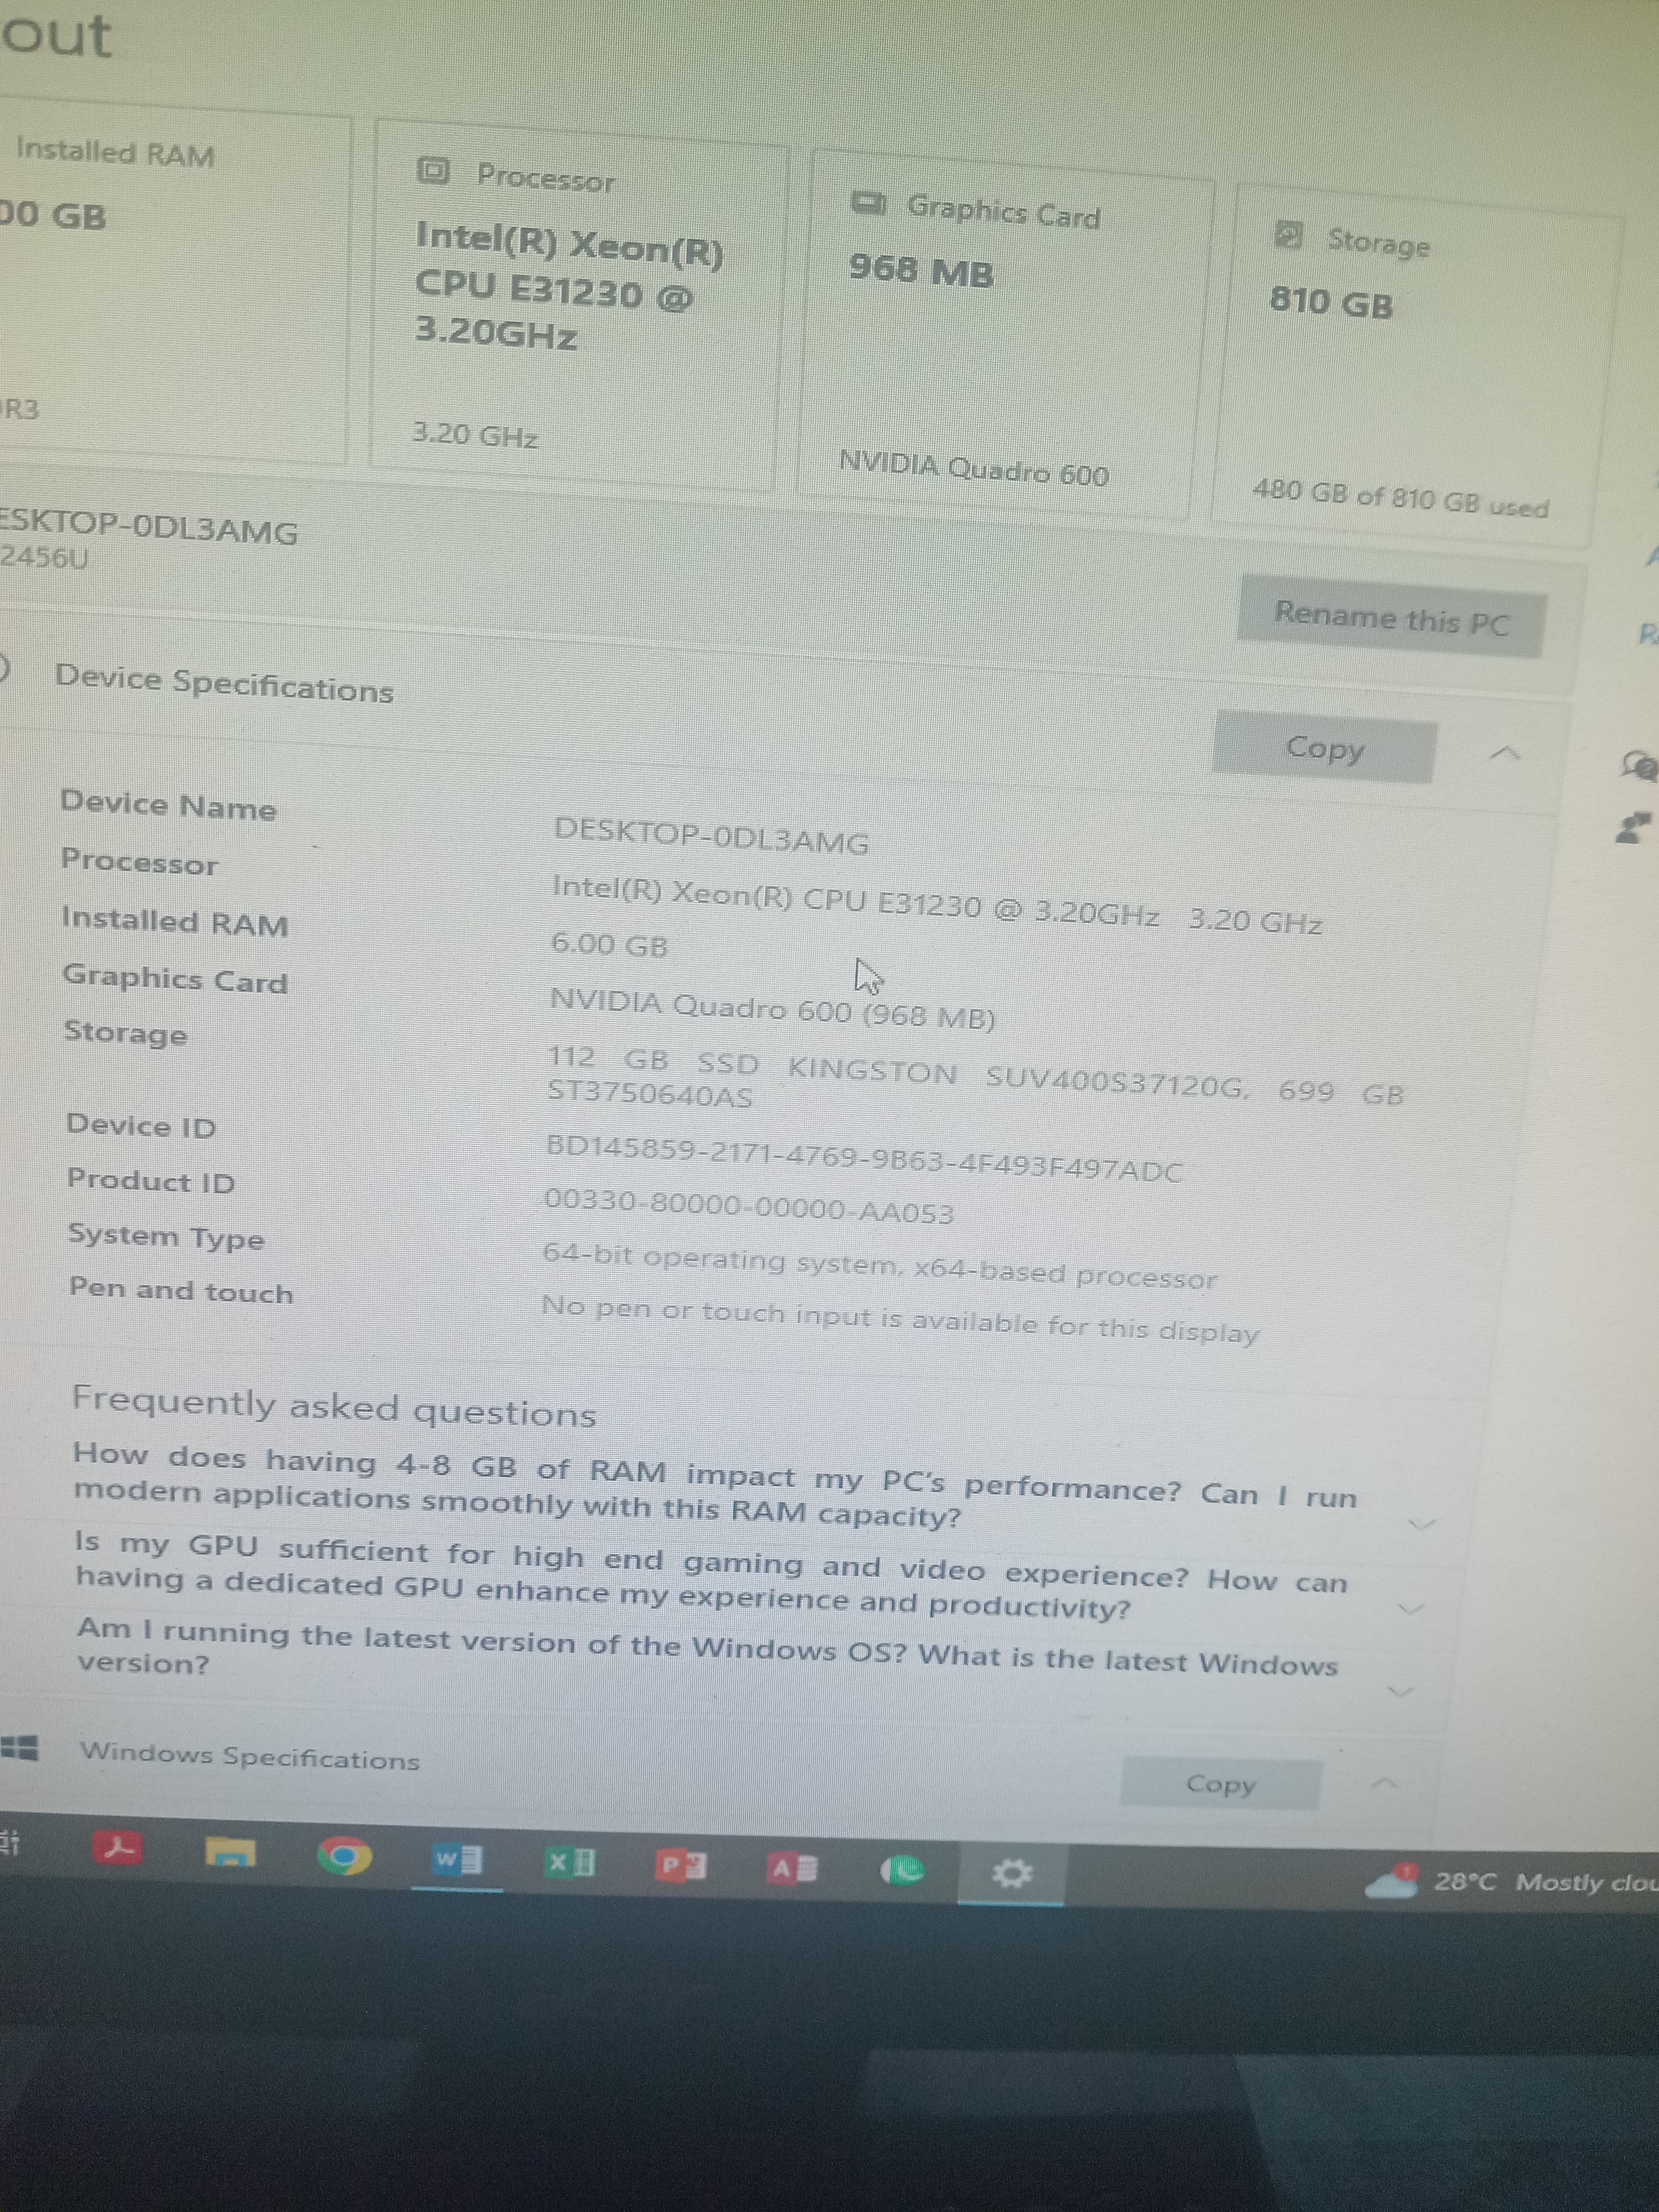 out
Installed RAM
00 GB
R3
Processor
Intel(R) Xeon(R)
CPU E31230 @
3.20GHz
3.20 GHz
Graphics Card
968 MB
NVIDIA Quadro 600
Storage
810 GB
480 GB of 810 GB used
ESKTOP-0DL3AMG
2456U
Rename this PC
Device Specifications
Copy
Device Name DESKTOP-0DL3AMG
Processor Intel(R) Xeon(R) CPU E31230 @ 3.20GHz 3.20 GHz
Installed RAM 6.00 GB
Graphics Card NVIDIA Quadro 600 (968 MB)
Storage 112 GB SSD KINGSTON SUV400S37120G, 699 GB
ST3750640AS
Device ID BD145859-2171-4769-9B63-4F493F497ADC
Product ID 00330-80000-00000-AA053
System Type 64-bit operating system, x64-based processor
Pen and touch No pen or touch input is available for this display
Frequently asked questions
How does having 4-8 GB of RAM impact my PC's performance? Can I run
modern applications smoothly with this RAM capacity?
Is my GPU sufficient for high end gaming and video experience? How can
having a dedicated GPU enhance my experience and productivity?
Am I running the latest version of the Windows OS? What is the latest Windows
version?
Windows Specifications
Copy
28°C Mostly clou